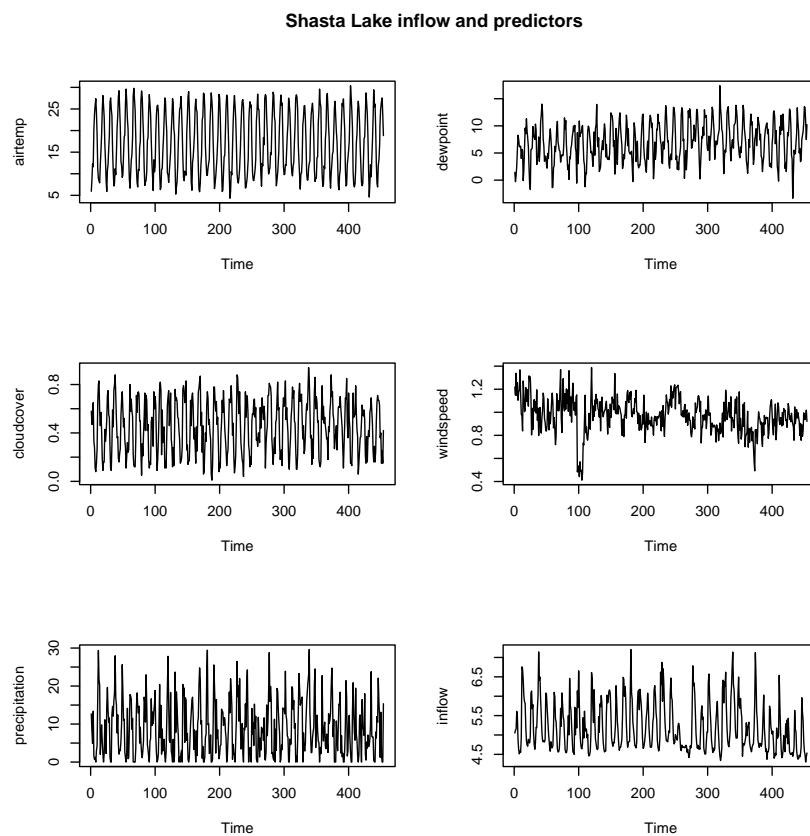 Shasta Lake inflow and predictors
airtemp
5 15 25
0 100 200 300 400
Time
dewpoint
0 5 10
0 100 200 300 400
Time
cloudcover
0.0 0.4 0.8
0 100 200 300 400
Time
windspeed
0.4 0.8 1.2
0 100 200 300 400
Time
precipitation
0 10 20 30
0 100 200 300 400
Time
inflow
4.5 5.5 6.5
0 100 200 300 400
Time